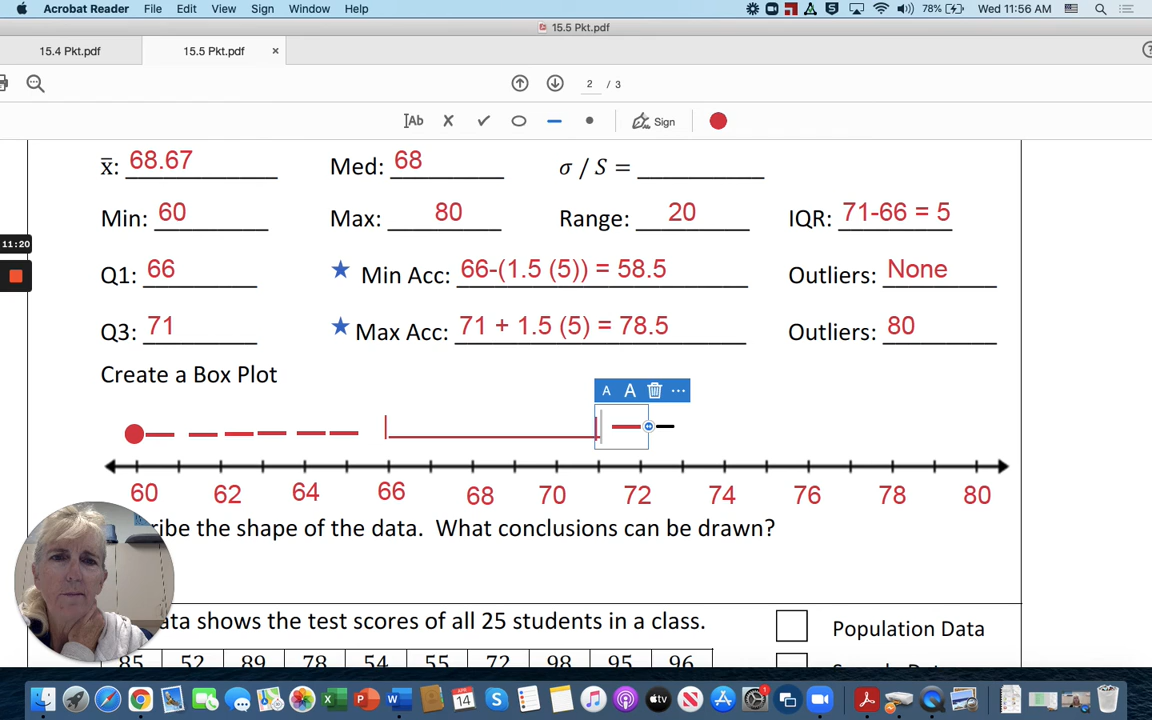 Acrobat Reader File Edit View Sign Window Help 78% Wed 11:56 AM
15.5 Pkt.pdf
15.4 Pkt.pdf 15.5 Pkt.pdf ×
2 / 3
Ab Sign
x̄: 68.67 Med: 68 σ / S =
Min: 60 Max: 80 Range: 20 IQR: 71-66 = 5
11:20
Q1: 66 ★ Min Acc: 66-(1.5 (5)) = 58.5 Outliers: None
Q3: 71 ★ Max Acc: 71 + 1.5 (5) = 78.5 Outliers: 80
Create a Box Plot
A A
60 62 64 66 68 70 72 74 76 78 80
ribe the shape of the data. What conclusions can be drawn?
ata shows the test scores of all 25 students in a class. Population Data
85 52 89 78 54 55 72 98 95 96